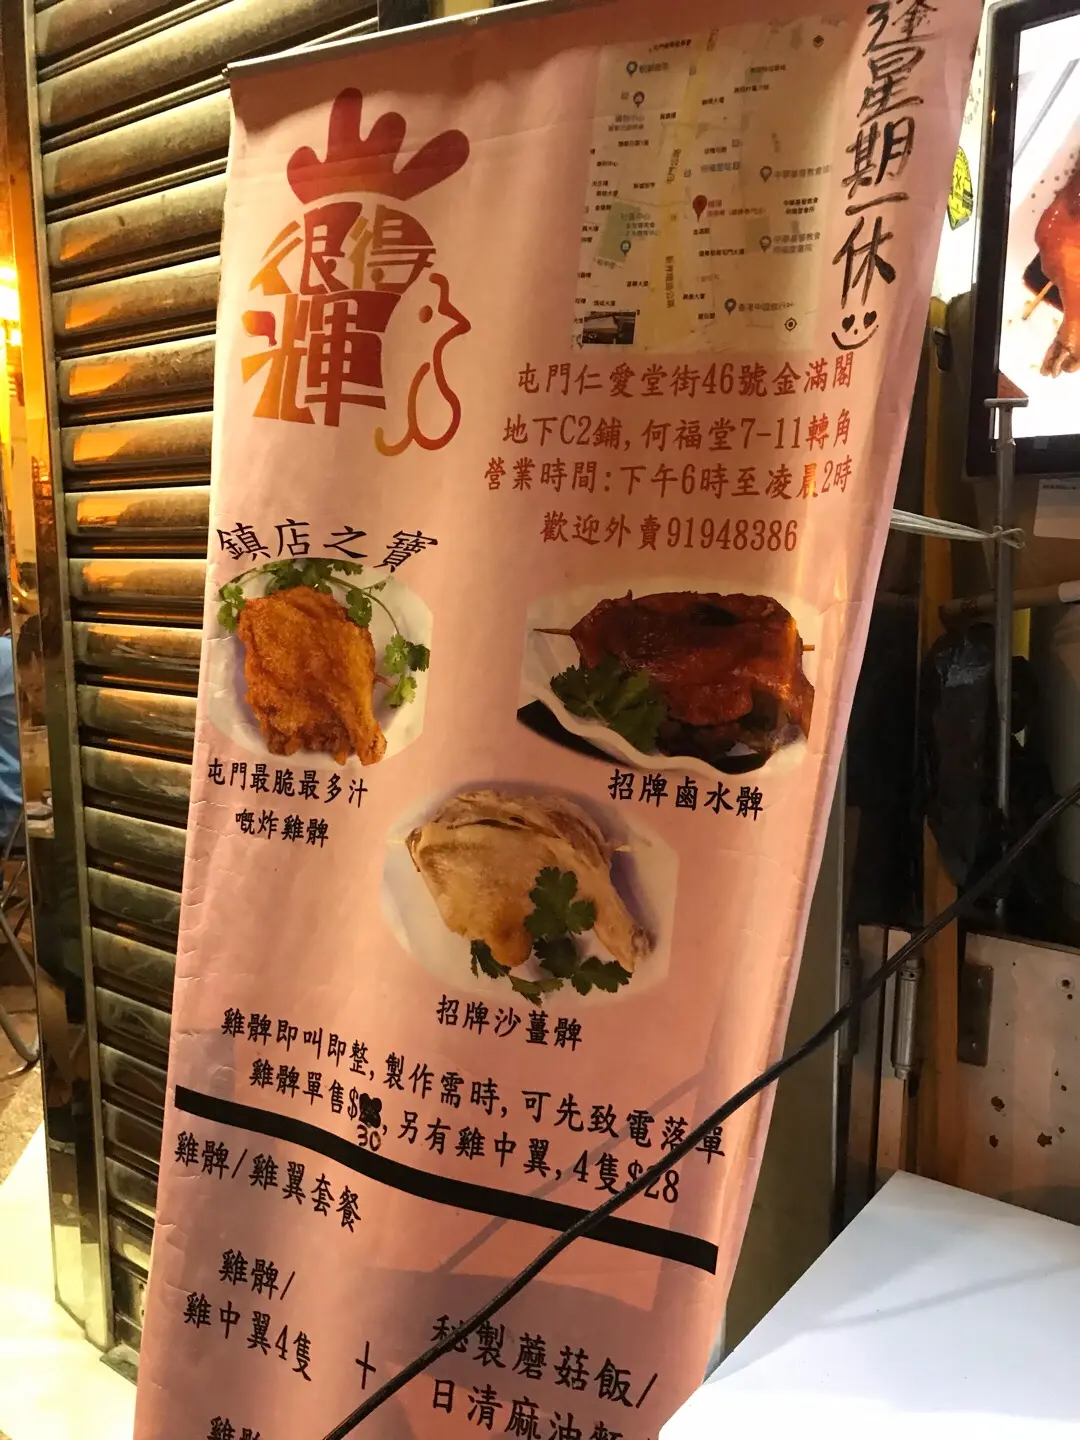 逢星期一休
很得
輝
屯門仁愛堂街46號金滿閣
地下C2鋪,何福堂7-11轉角
營業時間:下午6時至凌晨2時
歡迎外賣91948386
鎮店之寶
屯門最脆最多汁
嘅炸雞髀
招牌鹵水髀
招牌沙薑髀
雞髀即叫即整,製作需時,可先致電落單
雞髀單售$30,另有雞中翼,4隻$28
雞髀/雞翼套餐
雞髀/
雞中翼4隻
+
秘製蘑菇飯/
日清麻油麵
雞髀